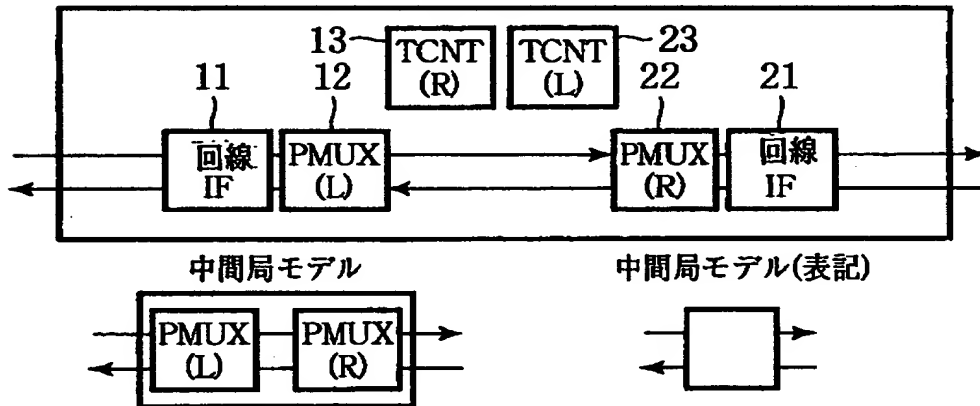 13
TCNT
(R)
TCNT
(L)
23
11
12
22
21
回線
IF
PMUX
(L)
PMUX
(R)
回線
IF
中間局モデル
中間局モデル(表記)
PMUX
(L)
PMUX
(R)